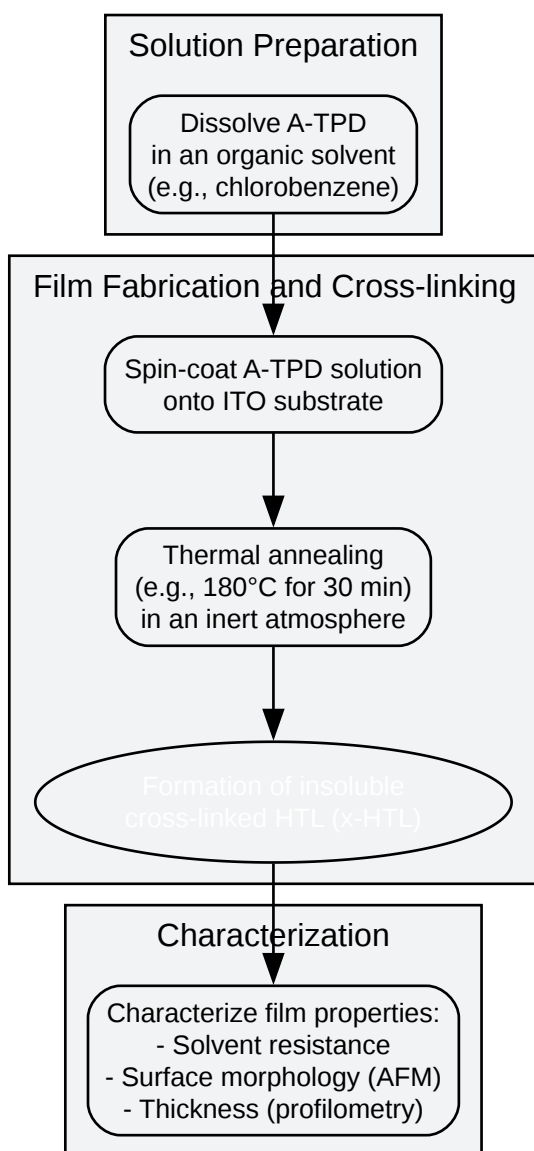 Solution Preparation
Dissolve A-TPD
in an organic solvent
(e.g., chlorobenzene)
Film Fabrication and Cross-linking
Spin-coat A-TPD solution
onto ITO substrate
Thermal annealing
(e.g., 180°C for 30 min)
in an inert atmosphere
Formation of insoluble
cross-linked HTL (x-HTL)
Characterization
Characterize film properties:
- Solvent resistance
- Surface morphology (AFM)
- Thickness (profilometry)